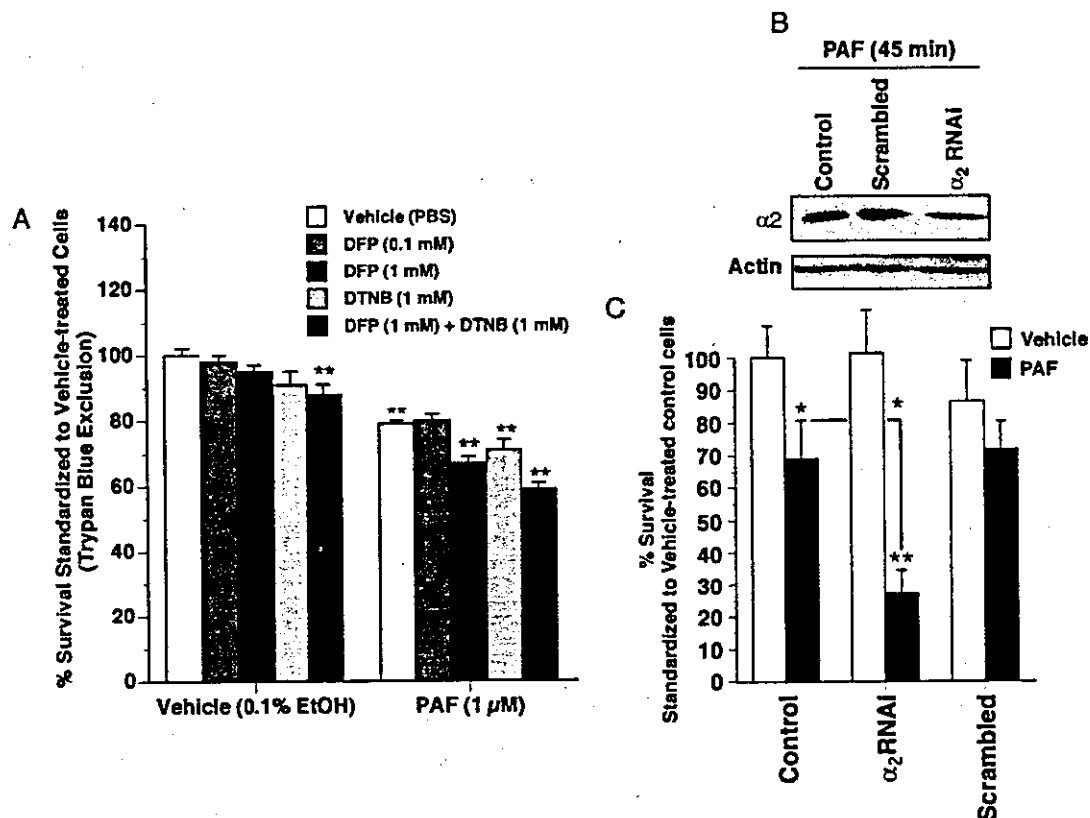 A
% Survival Standardized to Vehicle-treated Cells
(Trypan Blue Exclusion)
140
120
100
80
60
40
20
0
Vehicle (PBS)
DFP (0.1 mM)
DFP (1 mM)
DTNB (1 mM)
DFP (1 mM) + DTNB (1 mM)
**
**
**
**
**
Vehicle (0.1% EtOH)
PAF (1 µM)
B
PAF (45 min)
Control
Scrambled
α2 RNAi
α2
Actin
C
% Survival
Standardized to Vehicle-treated control cells
100
90
80
70
60
50
40
30
20
10
0
Vehicle
PAF
*
*
**
Control
α2RNAi
Scrambled